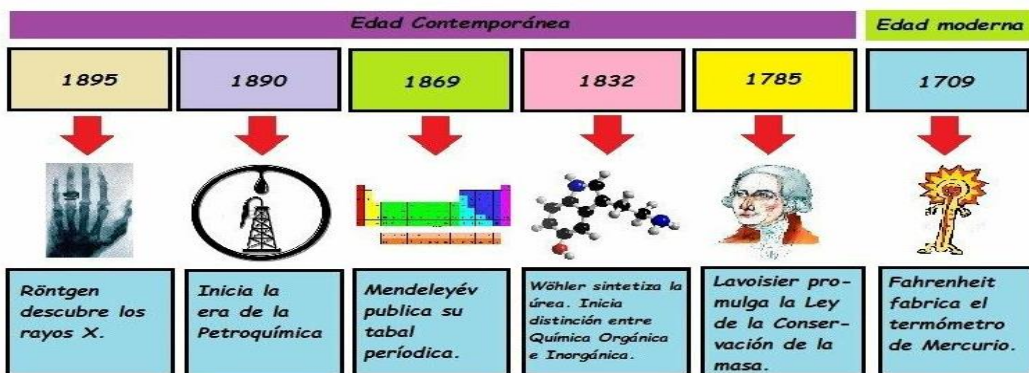 Edad Contemporánea
Edad moderna
1895
1890
1869
1832
1785
1709
Röntgen
descubre los
rayos X.
Inicia la
era de la
Petroquímica
Mendeleyév
publica su
tabal
períodica.
Wöhler sintetiza la
úrea. Inicia
distinción entre
Química Orgánica
e Inorgánica.
Lavoisier pro-
mulga la Ley
de la Conser-
vación de la
masa.
Fahrenheit
fabrica el
termómetro
de Mercurio.